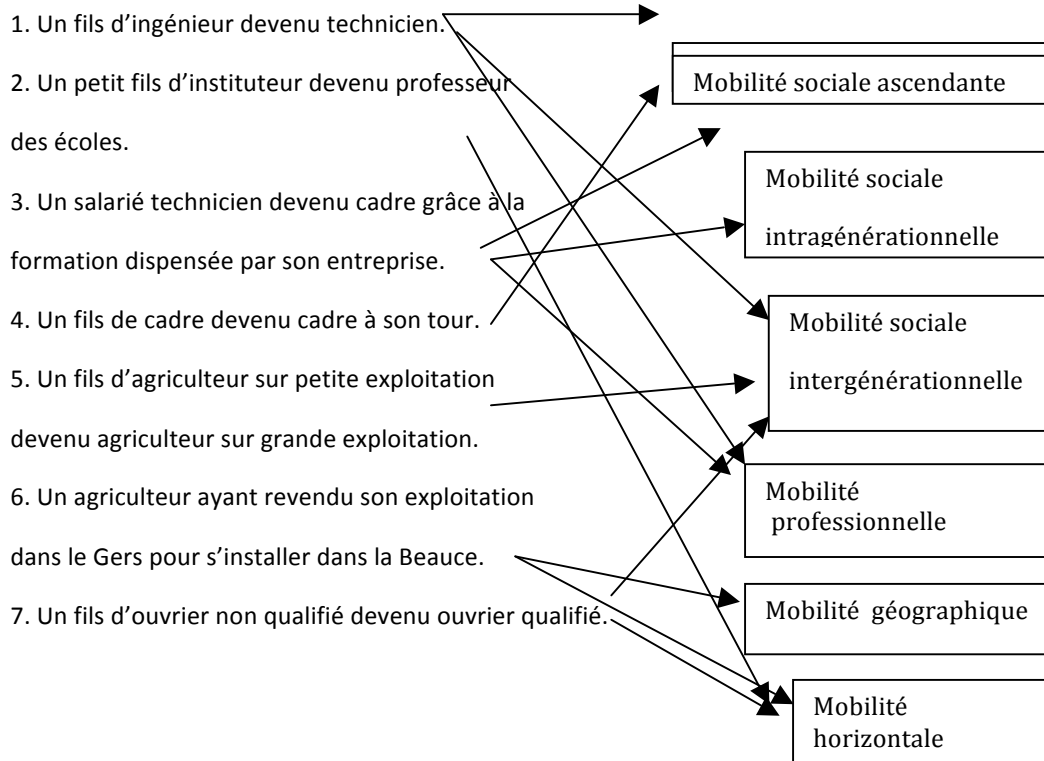 1. Un fils d’ingénieur devenu technicien.
2. Un petit fils d’instituteur devenu professeur
des écoles.
3. Un salarié technicien devenu cadre grâce à la
formation dispensée par son entreprise.
4. Un fils de cadre devenu cadre à son tour.
5. Un fils d’agriculteur sur petite exploitation
devenu agriculteur sur grande exploitation.
6. Un agriculteur ayant revendu son exploitation
dans le Gers pour s’installer dans la Beauce.
7. Un fils d’ouvrier non qualifié devenu ouvrier qualifié.
Mobilité sociale ascendante
Mobilité sociale
intragénérationnelle
Mobilité sociale
intergénérationnelle
Mobilité
professionnelle
Mobilité géographique
Mobilité
horizontale